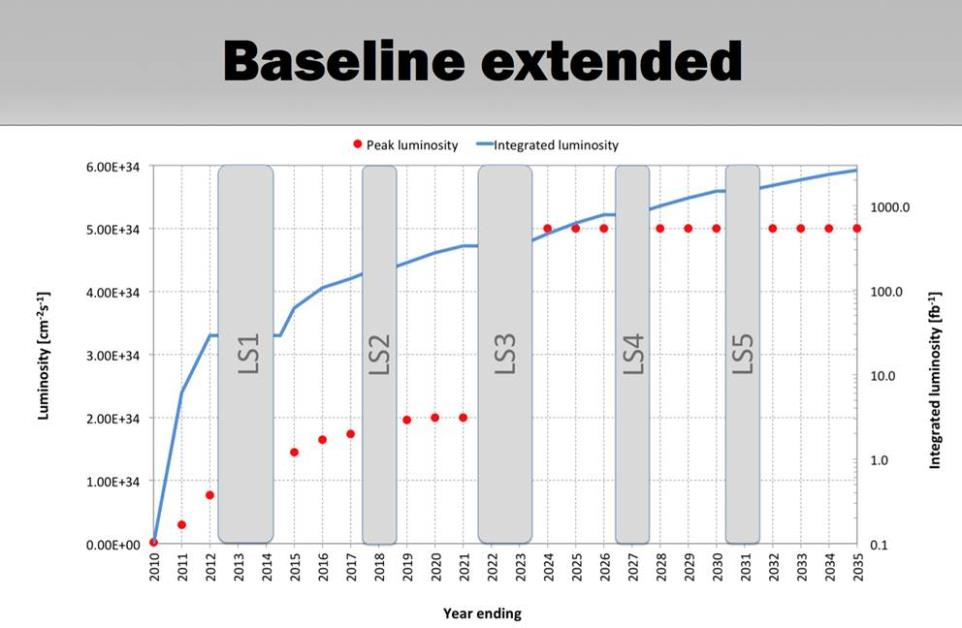 Baseline extended
Peak luminosity
Integrated luminosity
6.00E+34
5.00E+34
4.00E+34
3.00E+34
2.00E+34
1.00E+34
0.00E+00
Luminosity [cm-2s-1]
LS1
LS2
LS3
LS4
LS5
1000.0
100.0
10.0
1.0
0.1
Integrated luminosity [fb-1]
2010
2011
2012
2013
2014
2015
2016
2017
2018
2019
2020
2021
2022
2023
2024
2025
2026
2027
2028
2029
2030
2031
2032
2033
2034
2035
Year ending